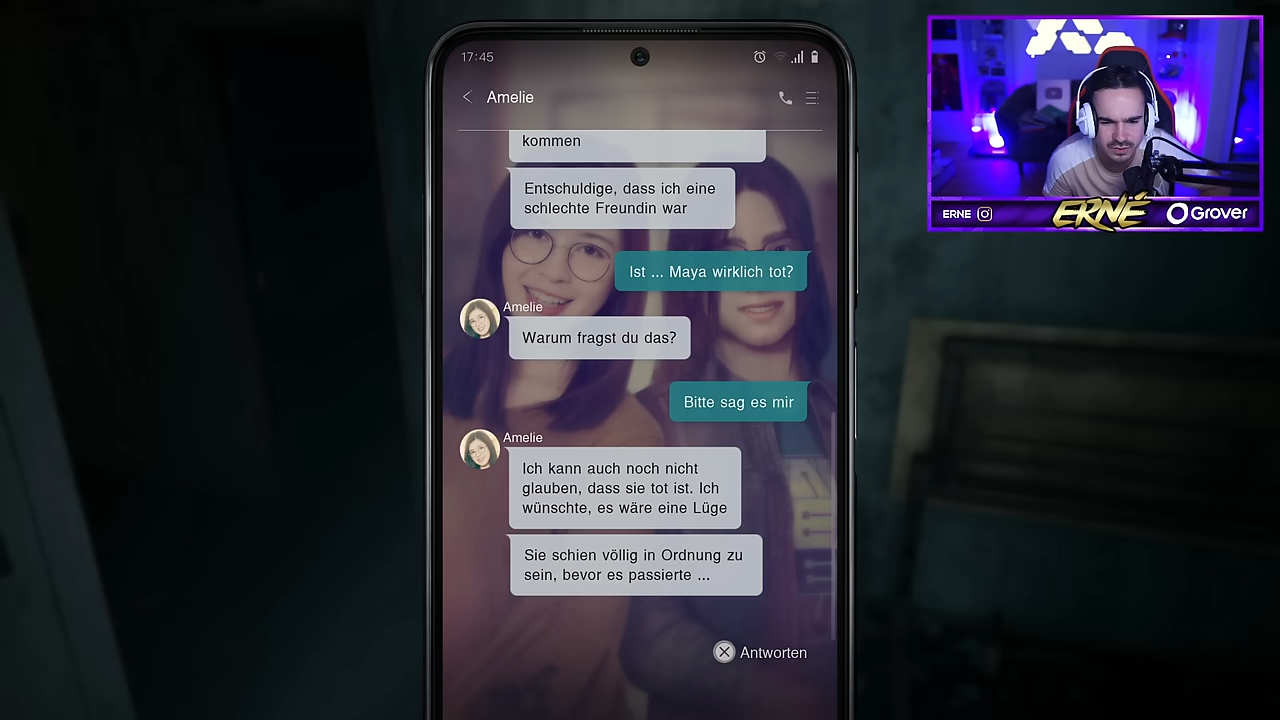 17:45
Amelie
kommen
Entschuldige, dass ich eine
schlechte Freundin war
Ist ... Maya wirklich tot?
Amelie
Warum fragst du das?
Bitte sag es mir
Amelie
Ich kann auch noch nicht
glauben, dass sie tot ist. Ich
wünschte, es wäre eine Lüge
Sie schien völlig in Ordnung zu
sein, bevor es passierte ...
Antworten
ERNE
ERNÉ
Grover